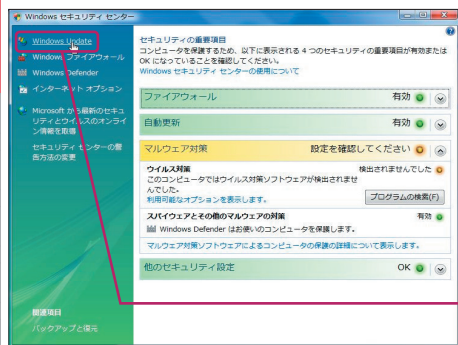 Windows セキュリティ センター
Windows Update
Windows ファイアウォール
Windows Defender
インターネット オプション
Microsoft から最新のセキュ
リティとウイルスのオンライ
ン情報を取得
セキュリティ センターの警
告方法の変更
関連項目
バックアップと復元
セキュリティの重要項目
コンピュータを保護するため、以下に表示される 4 つのセキュリティの重要項目が有効または
OK になっていることを確認してください。
Windows セキュリティ センターの使用について
ファイアウォール 有効
自動更新 有効
マルウェア対策 設定を確認してください
ウイルス対策 検出されませんでした
このコンピュータではウイルス対策ソフトウェアが検出されませ
んでした。
利用可能なオプションを表示します。
プログラムの検索(F)
スパイウェアとその他のマルウェアの対策 有効
Windows Defender はお使いのコンピュータを保護します。
マルウェア対策ソフトウェアによるコンピュータの保護の詳細について表示します。
他のセキュリティ設定 OK